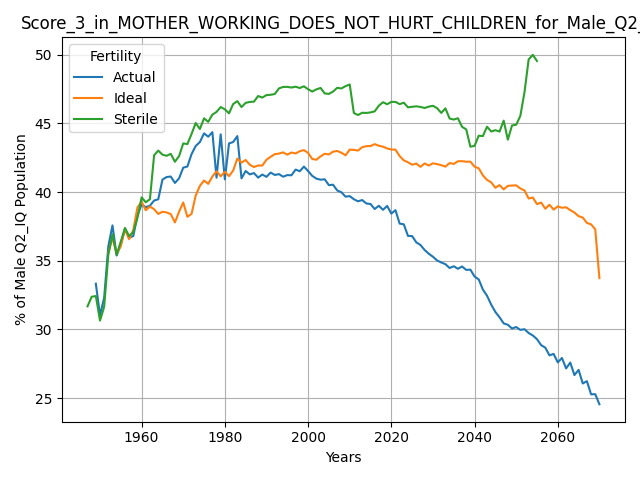 Score_3_in_MOTHER_WORKING_DOES_NOT_HURT_CHILDREN_for_Male_Q2_
Fertility
Actual
Ideal
Sterile
% of Male Q2_IQ Population
50
45
40
35
30
25
1960
1980
2000
2020
2040
2060
Years